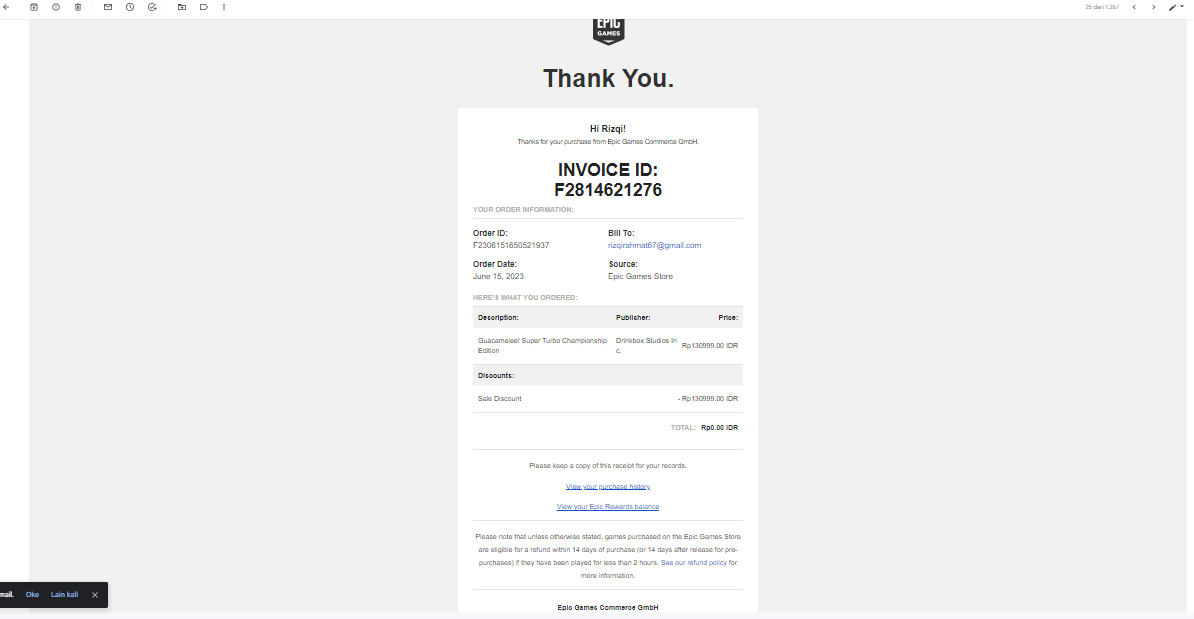 25 dari 1.267
EPIC
GAMES
Thank You.
Hi Rizqi!
Thanks for your purchase from Epic Games Commerce GmbH.
INVOICE ID:
F2814621276
YOUR ORDER INFORMATION:
Order ID: Bill To:
F2306151650521937 rizqirahmat67@gmail.com
Order Date: Source:
June 15, 2023 Epic Games Store
HERE'S WHAT YOU ORDERED:
Description: Publisher: Price:
Guacamelee! Super Turbo Championship Drinkbox Studios In Rp130999.00 IDR
Edition c.
Discounts:
Sale Discount - Rp130999.00 IDR
TOTAL: Rp0.00 IDR
Please keep a copy of this receipt for your records.
View your purchase history
View your Epic Rewards balance
Please note that unless otherwise stated, games purchased on the Epic Games Store
are eligible for a refund within 14 days of purchase (or 14 days after release for pre-
purchases) if they have been played for less than 2 hours. See our refund policy for
more information.
mail. Oke Lain kali
Epic Games Commerce GmbH